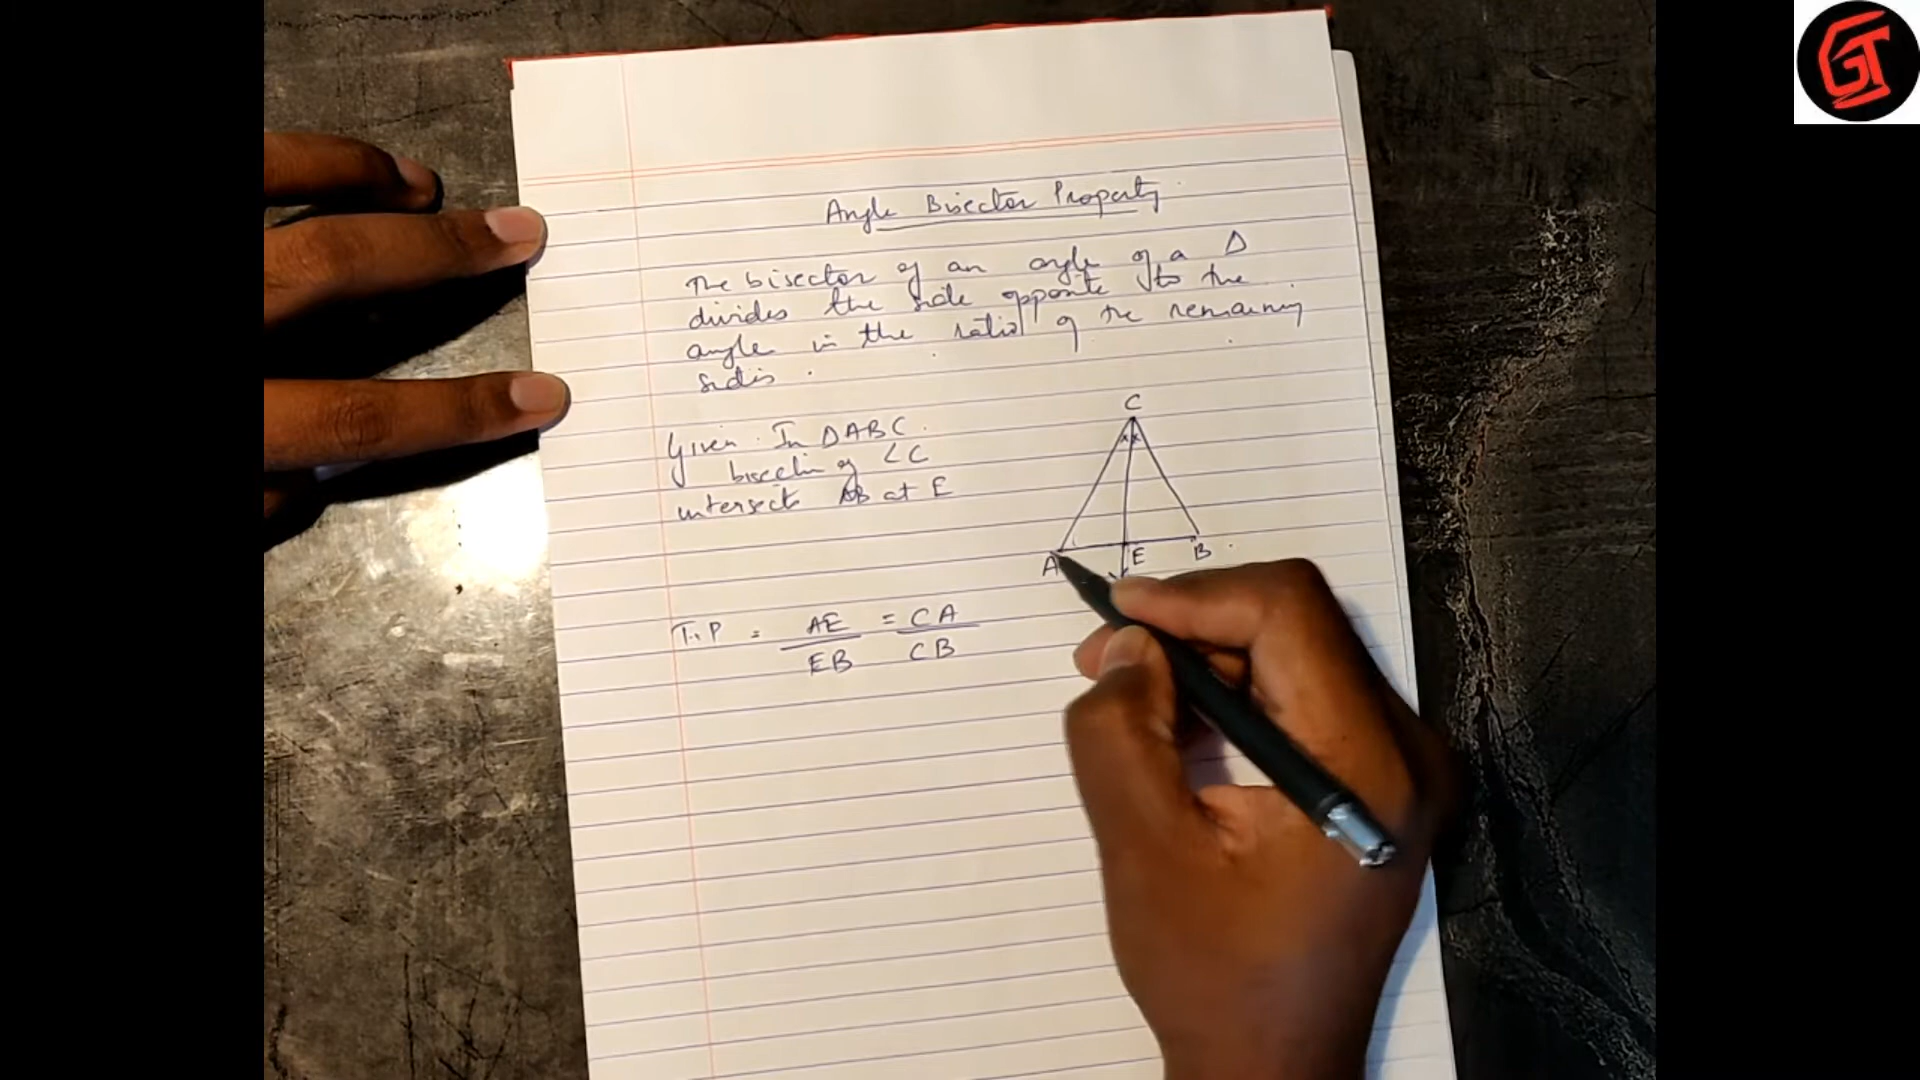 Angle Bisector Property
The bisector of an angle of a Δ
divides the side opposite to the
angle in the ratio of the remaining
sides.
Given. In ΔABC.
bisector of ∠C
intersects AB at E
C
A E B
T.P = AE/EB = CA/CB
GT